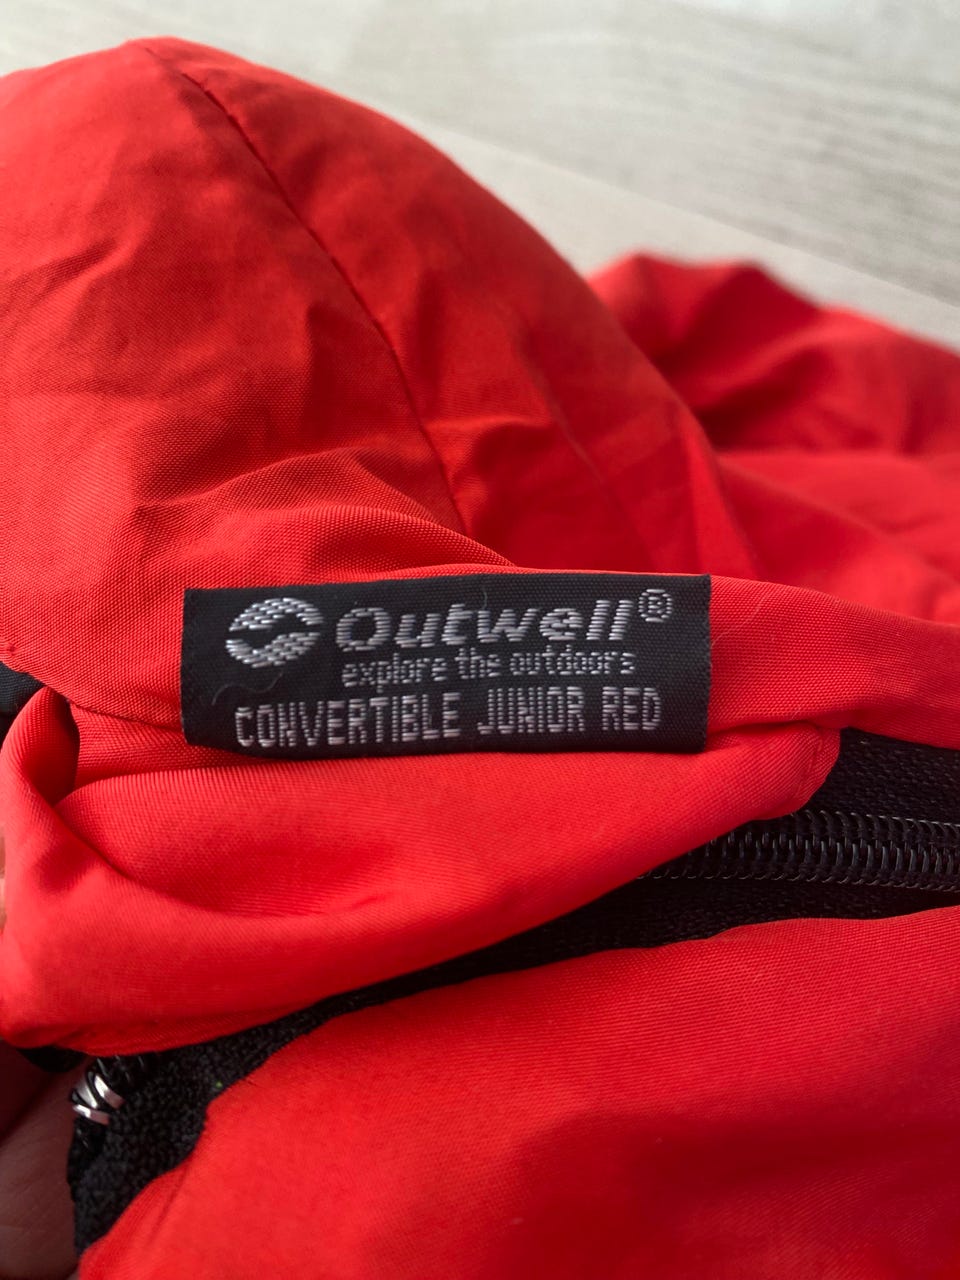 Outwell®
explore the outdoors
CONVERTIBLE JUNIOR RED